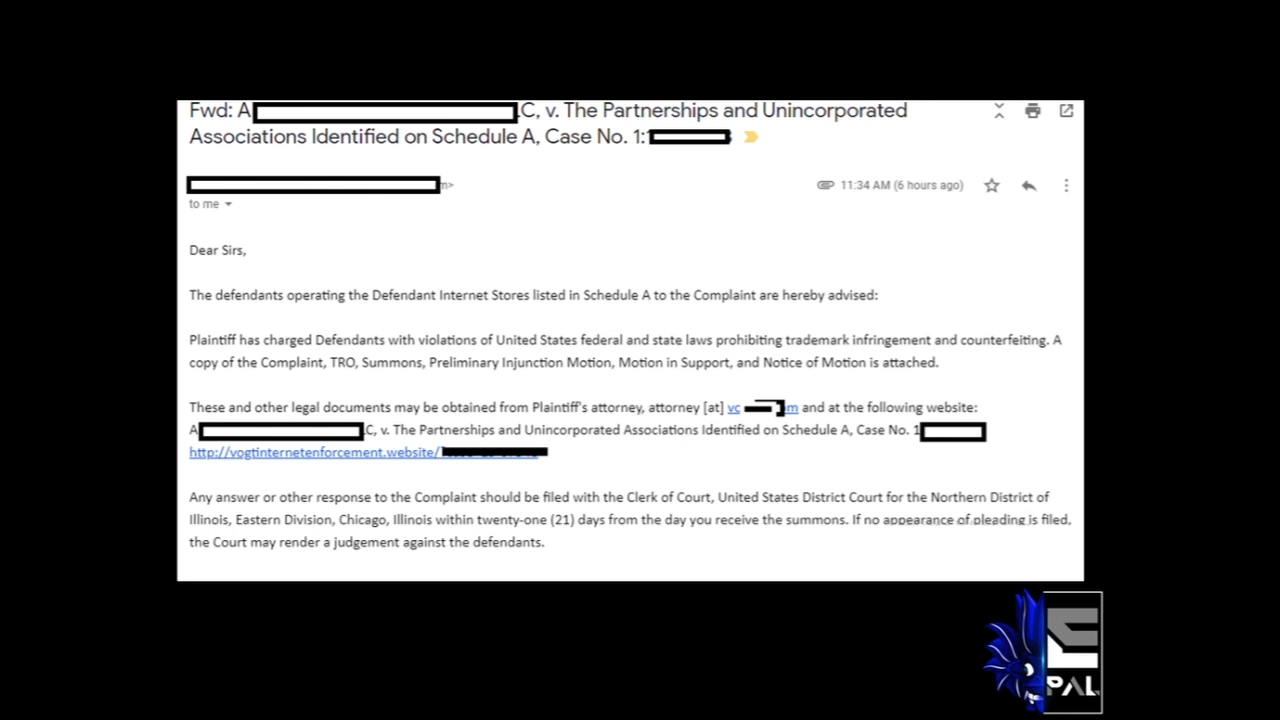 Fwd: A C, v. The Partnerships and Unincorporated
Associations Identified on Schedule A, Case No. 1:
11:34 AM (6 hours ago)
to me
Dear Sirs,
The defendants operating the Defendant Internet Stores listed in Schedule A to the Complaint are hereby advised:
Plaintiff has charged Defendants with violations of United States federal and state laws prohibiting trademark infringement and counterfeiting. A
copy of the Complaint, TRO, Summons, Preliminary Injunction Motion, Motion in Support, and Notice of Motion is attached.
These and other legal documents may be obtained from Plaintiff's attorney, attorney [at] vc m and at the following website:
A C, v. The Partnerships and Unincorporated Associations Identified on Schedule A, Case No. 1
http://vogtinternetenforcement.website/
Any answer or other response to the Complaint should be filed with the Clerk of Court, United States District Court for the Northern District of
Illinois, Eastern Division, Chicago, Illinois within twenty-one (21) days from the day you receive the summons. If no appearance of pleading is filed,
the Court may render a judgement against the defendants.
E
PAL